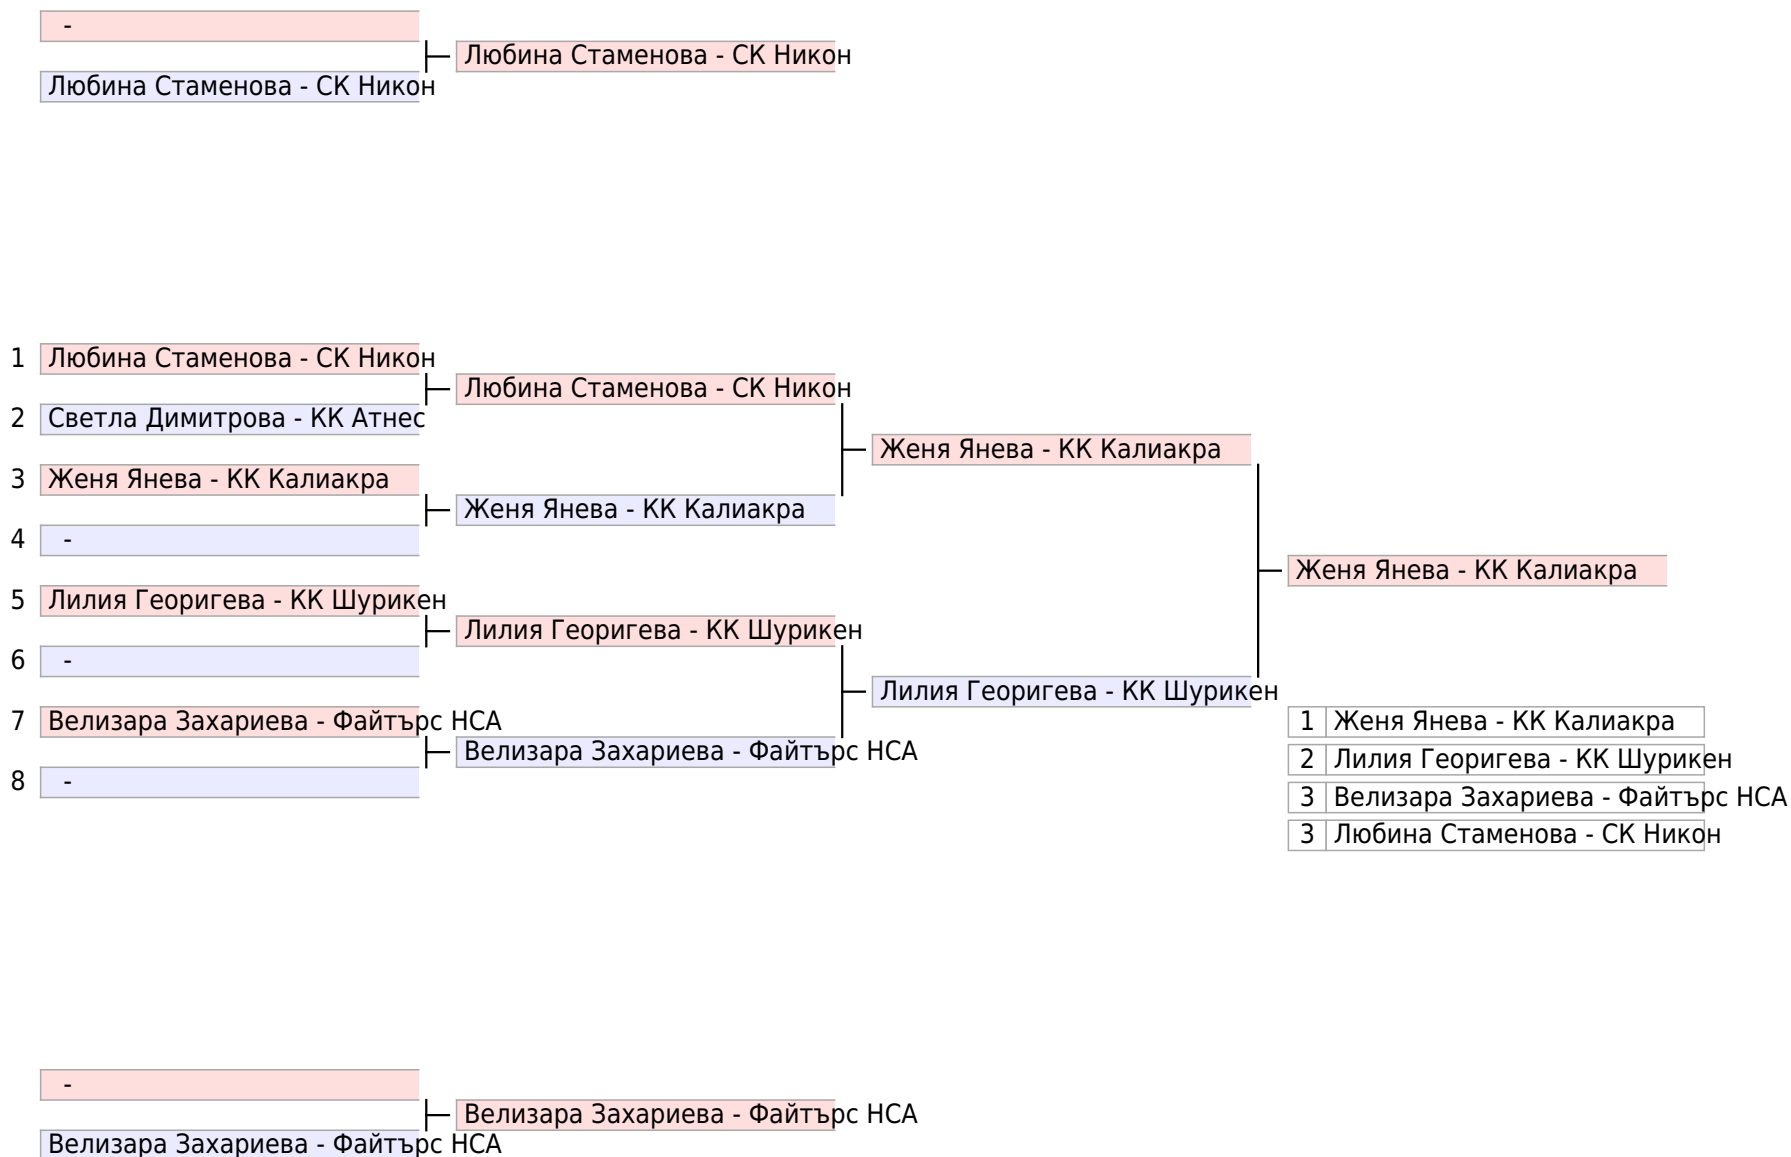 -
Любина Стаменова - СК Никон
Любина Стаменова - СК Никон
1 Любина Стаменова - СК Никон
Любина Стаменова - СК Никон
2 Светла Димитрова - КК Атнес
Женя Янева - КК Калиакра
3 Женя Янева - КК Калиакра
Женя Янева - КК Калиакра
4 -
Женя Янева - КК Калиакра
5 Лилия Георигева - КК Шурикен
Лилия Георигева - КК Шурикен
6 -
Лилия Георигева - КК Шурикен
7 Велизара Захариева - Файтърс НСА
Велизара Захариева - Файтърс НСА
8 -
1 Женя Янева - КК Калиакра
2 Лилия Георигева - КК Шурикен
3 Велизара Захариева - Файтърс НСА
3 Любина Стаменова - СК Никон
-
Велизара Захариева - Файтърс НСА
Велизара Захариева - Файтърс НСА